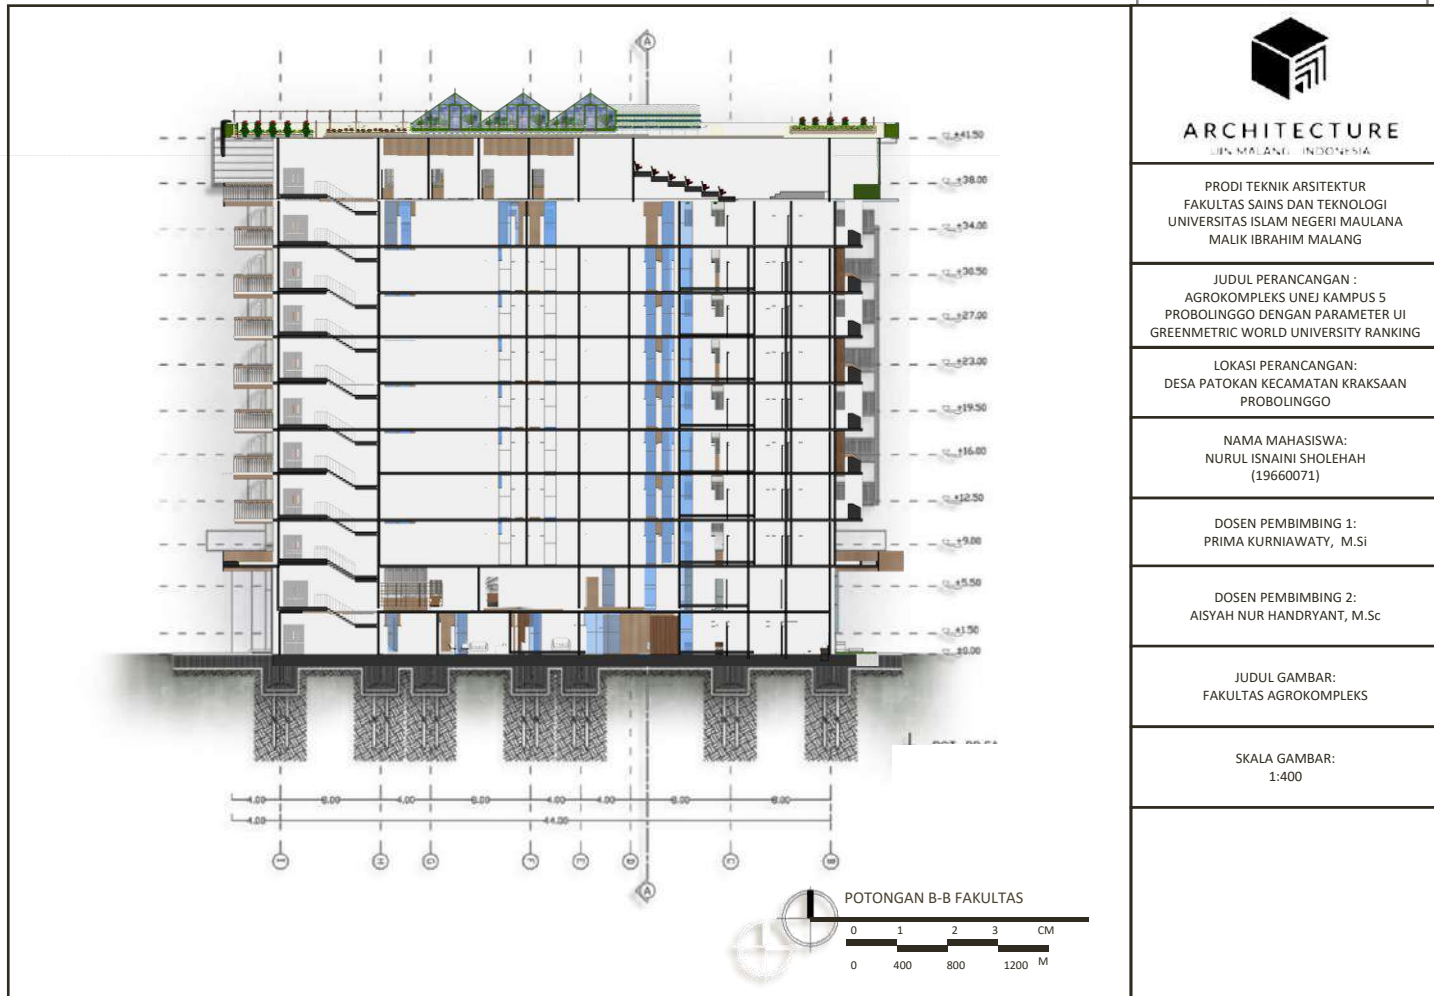 A
+41.50
+38.00
+34.00
+30.50
+27.00
+23.00
+19.50
+16.00
+12.50
+9.00
+5.50
+1.50
±0.00
4.00 8.00 4.00 8.00 4.00 4.00 8.00 8.00
4.00 44.00
I H G F E D C B
A
POTONGAN B-B FAKULTAS
0 1 2 3 CM
0 400 800 1200 M
ARCHITECTURE
UIN MALANG INDONESIA
PRODI TEKNIK ARSITEKTUR
FAKULTAS SAINS DAN TEKNOLOGI
UNIVERSITAS ISLAM NEGERI MAULANA
MALIK IBRAHIM MALANG
JUDUL PERANCANGAN :
AGROKOMPLEKS UNEJ KAMPUS 5
PROBOLINGGO DENGAN PARAMETER UI
GREENMETRIC WORLD UNIVERSITY RANKING
LOKASI PERANCANGAN:
DESA PATOKAN KECAMATAN KRAKSAAN
PROBOLINGGO
NAMA MAHASISWA:
NURUL ISNAINI SHOLEHAH
(19660071)
DOSEN PEMBIMBING 1:
PRIMA KURNIAWATY, M.Si
DOSEN PEMBIMBING 2:
AISYAH NUR HANDRYANT, M.Sc
JUDUL GAMBAR:
FAKULTAS AGROKOMPLEKS
SKALA GAMBAR:
1:400